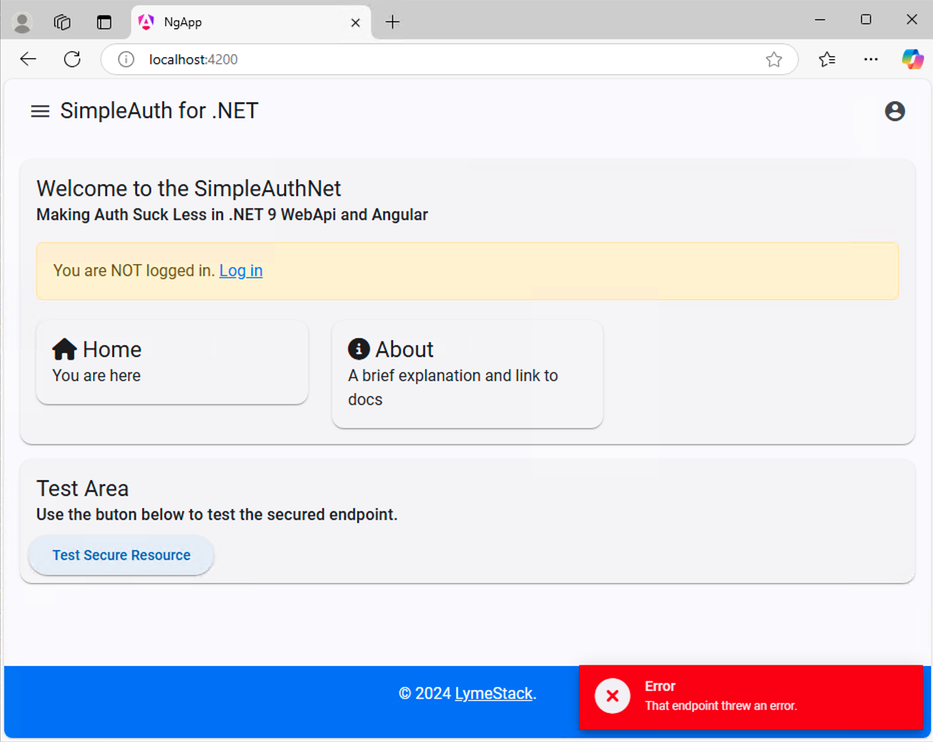 NgApp
localhost:4200
SimpleAuth for .NET
Welcome to the SimpleAuthNet
Making Auth Suck Less in .NET 9 WebApi and Angular
You are NOT logged in. Log in
Home
You are here
About
A brief explanation and link to
docs
Test Area
Use the buton below to test the secured endpoint.
Test Secure Resource
© 2024 LymeStack.
Error
That endpoint threw an error.